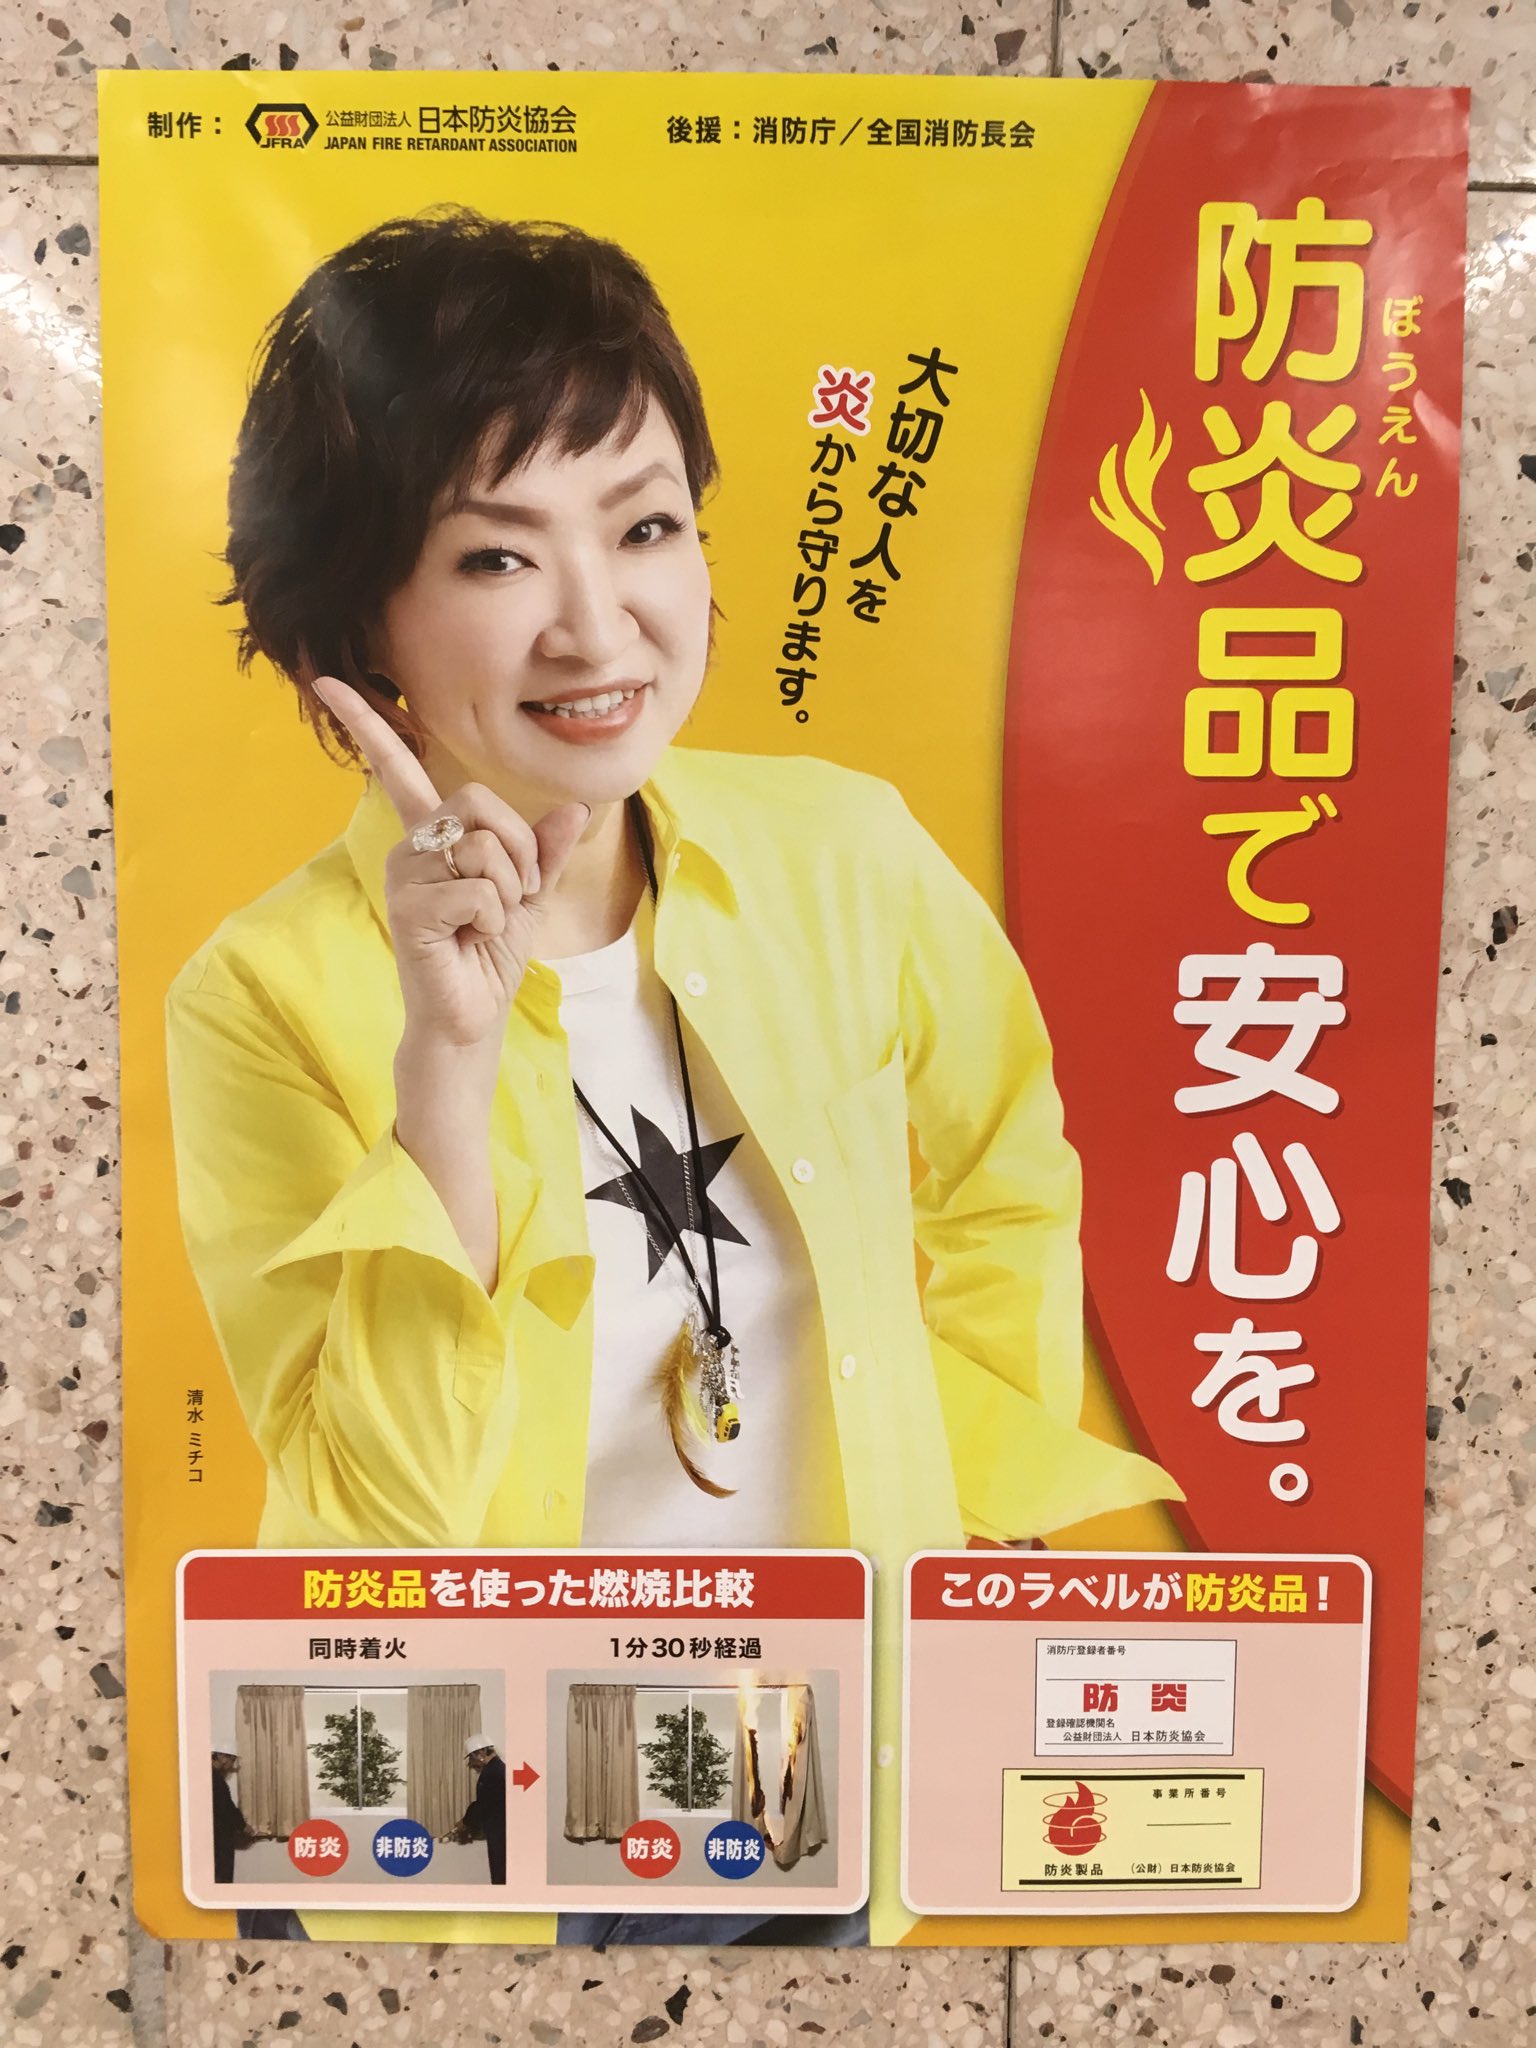 制作：
JFRA
公益財団法人 日本防炎協会
JAPAN FIRE RETARDANT ASSOCIATION
後援：消防庁／全国消防長会
防炎品で安心を。
ぼうえん
大切な人を
炎から守ります。
清水 ミチコ
防炎品を使った燃焼比較
同時着火
1分30秒経過
防炎
非防炎
防炎
非防炎
このラベルが防炎品！
消防庁登録者番号
防炎
登録確認機関名
公益財団法人 日本防炎協会
事業所番号
防炎製品
（公財）日本防炎協会